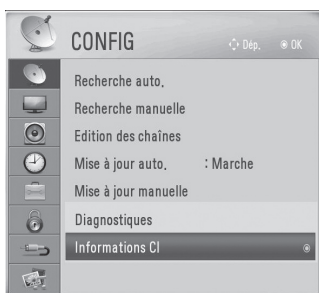 CONFIG Dép. OK
Recherche auto.
Recherche manuelle
Edition des chaînes
Mise à jour auto. : Marche
Mise à jour manuelle
Diagnostiques
Informations CI